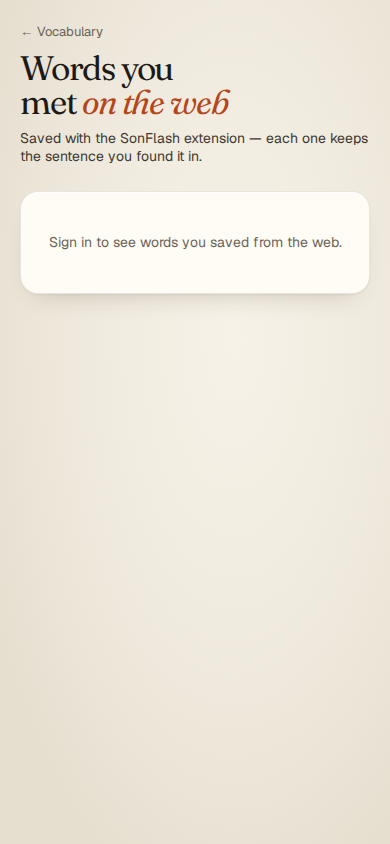 ← Vocabulary
Words you
met on the web
Saved with the SonFlash extension — each one keeps
the sentence you found it in.
Sign in to see words you saved from the web.